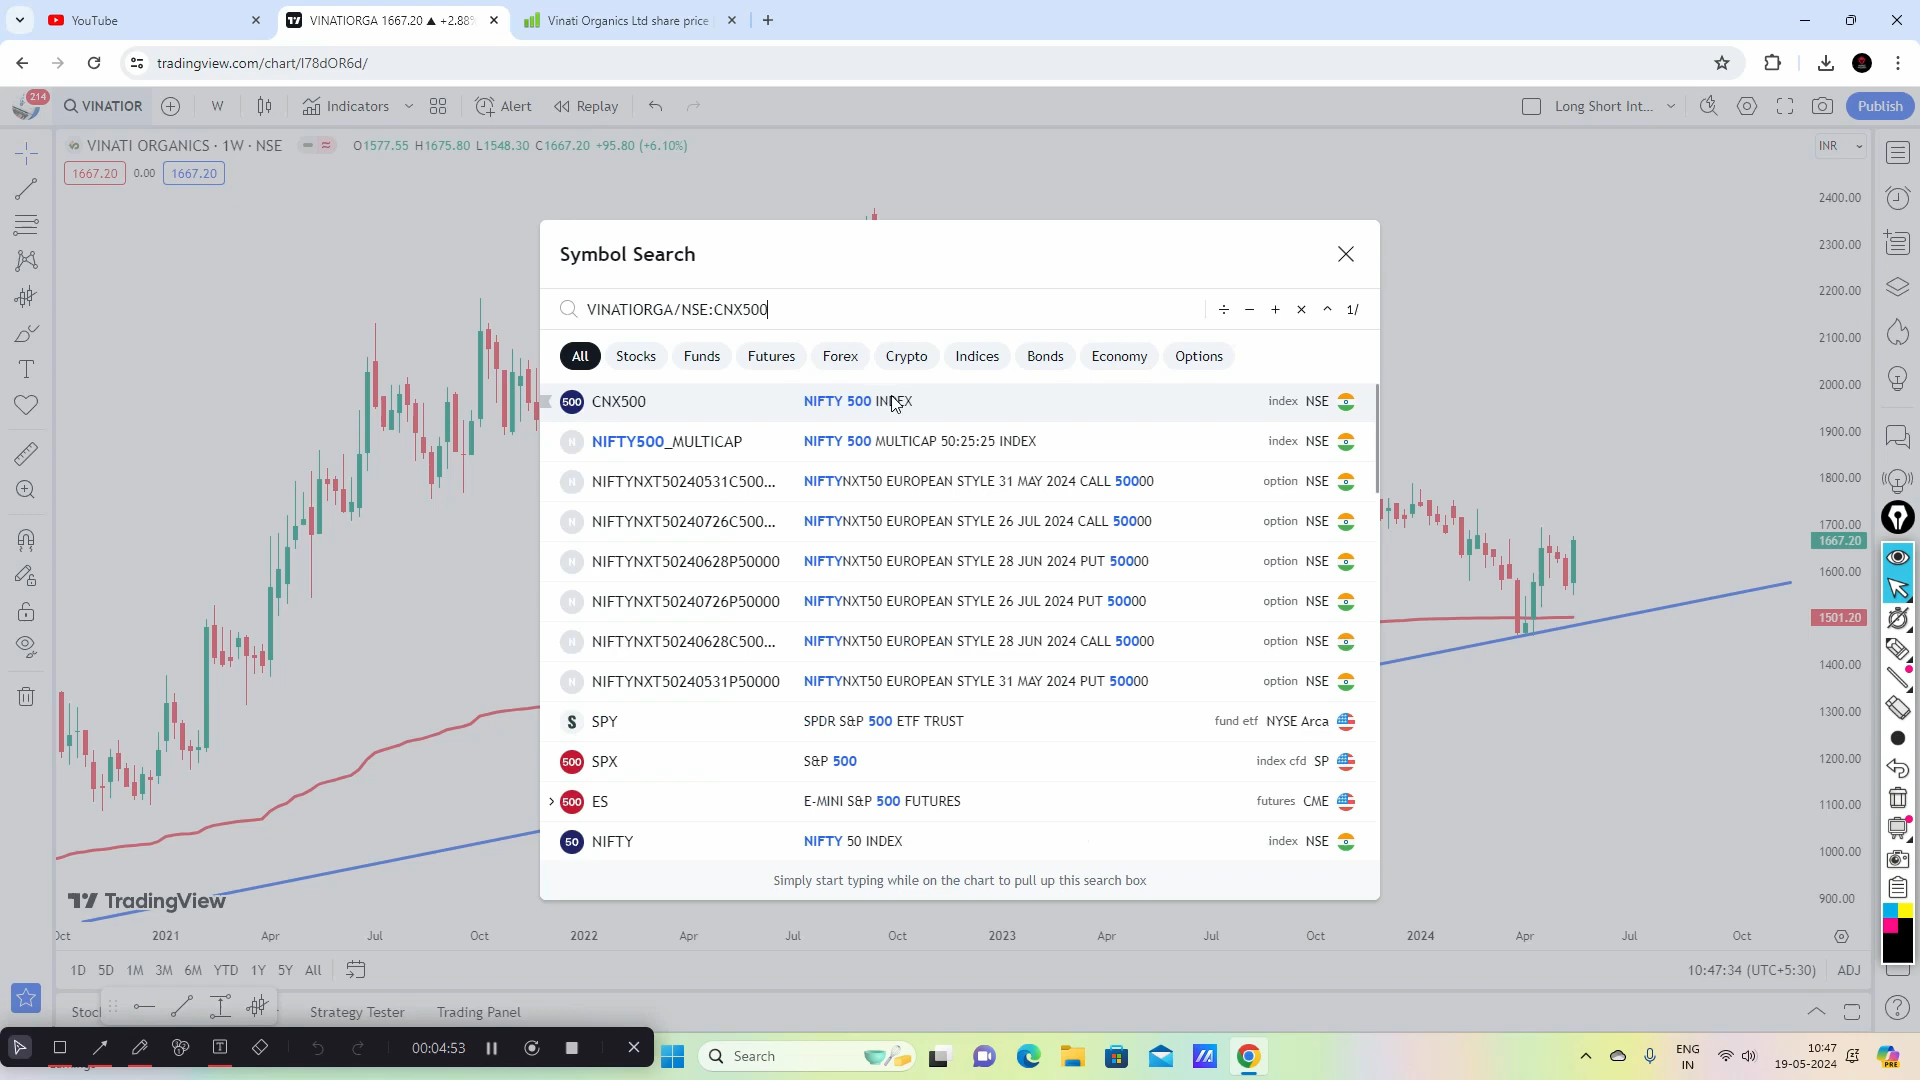 YouTube
VINATIORGA 1667.20 ▲ +2.88%
Vinati Organics Ltd share price
tradingview.com/chart/I78dOR6d/
214
VINATIOR
W
Indicators
Alert
Replay
Long Short Int...
Publish
VINATI ORGANICS · 1W · NSE
O1577.55 H1675.80 L1548.30 C1667.20 +95.80 (+6.10%)
INR
1667.20
0.00
1667.20
2400.00
2300.00
2200.00
2100.00
2000.00
1900.00
1800.00
1700.00
1667.20
1600.00
1501.20
1400.00
1300.00
1200.00
1100.00
1000.00
900.00
Symbol Search
VINATIORGA/NSE:CNX500
÷ − + × ^ 1/
All Stocks Funds Futures Forex Crypto Indices Bonds Economy Options
500 CNX500 NIFTY 500 INDEX index NSE
N NIFTY500_MULTICAP NIFTY 500 MULTICAP 50:25:25 INDEX index NSE
N NIFTYNXT50240531C500... NIFTYNXT50 EUROPEAN STYLE 31 MAY 2024 CALL 50000 option NSE
N NIFTYNXT50240726C500... NIFTYNXT50 EUROPEAN STYLE 26 JUL 2024 CALL 50000 option NSE
N NIFTYNXT50240628P50000 NIFTYNXT50 EUROPEAN STYLE 28 JUN 2024 PUT 50000 option NSE
N NIFTYNXT50240726P50000 NIFTYNXT50 EUROPEAN STYLE 26 JUL 2024 PUT 50000 option NSE
N NIFTYNXT50240628C500... NIFTYNXT50 EUROPEAN STYLE 28 JUN 2024 CALL 50000 option NSE
N NIFTYNXT50240531P50000 NIFTYNXT50 EUROPEAN STYLE 31 MAY 2024 PUT 50000 option NSE
S SPY SPDR S&P 500 ETF TRUST fund etf NYSE Arca
500 SPX S&P 500 index cfd SP
500 ES E-MINI S&P 500 FUTURES futures CME
50 NIFTY NIFTY 50 INDEX index NSE
Simply start typing while on the chart to pull up this search box
TradingView
Oct 2021 Apr Jul Oct 2022 Apr Jul Oct 2023 Apr Jul Oct 2024 Apr Jul Oct
1D 5D 1M 3M 6M YTD 1Y 5Y All
10:47:34 (UTC+5:30) ADJ
Stoc
Strategy Tester
Trading Panel
00:04:53
Search
ENG
IN
10:47
19-05-2024
PRE